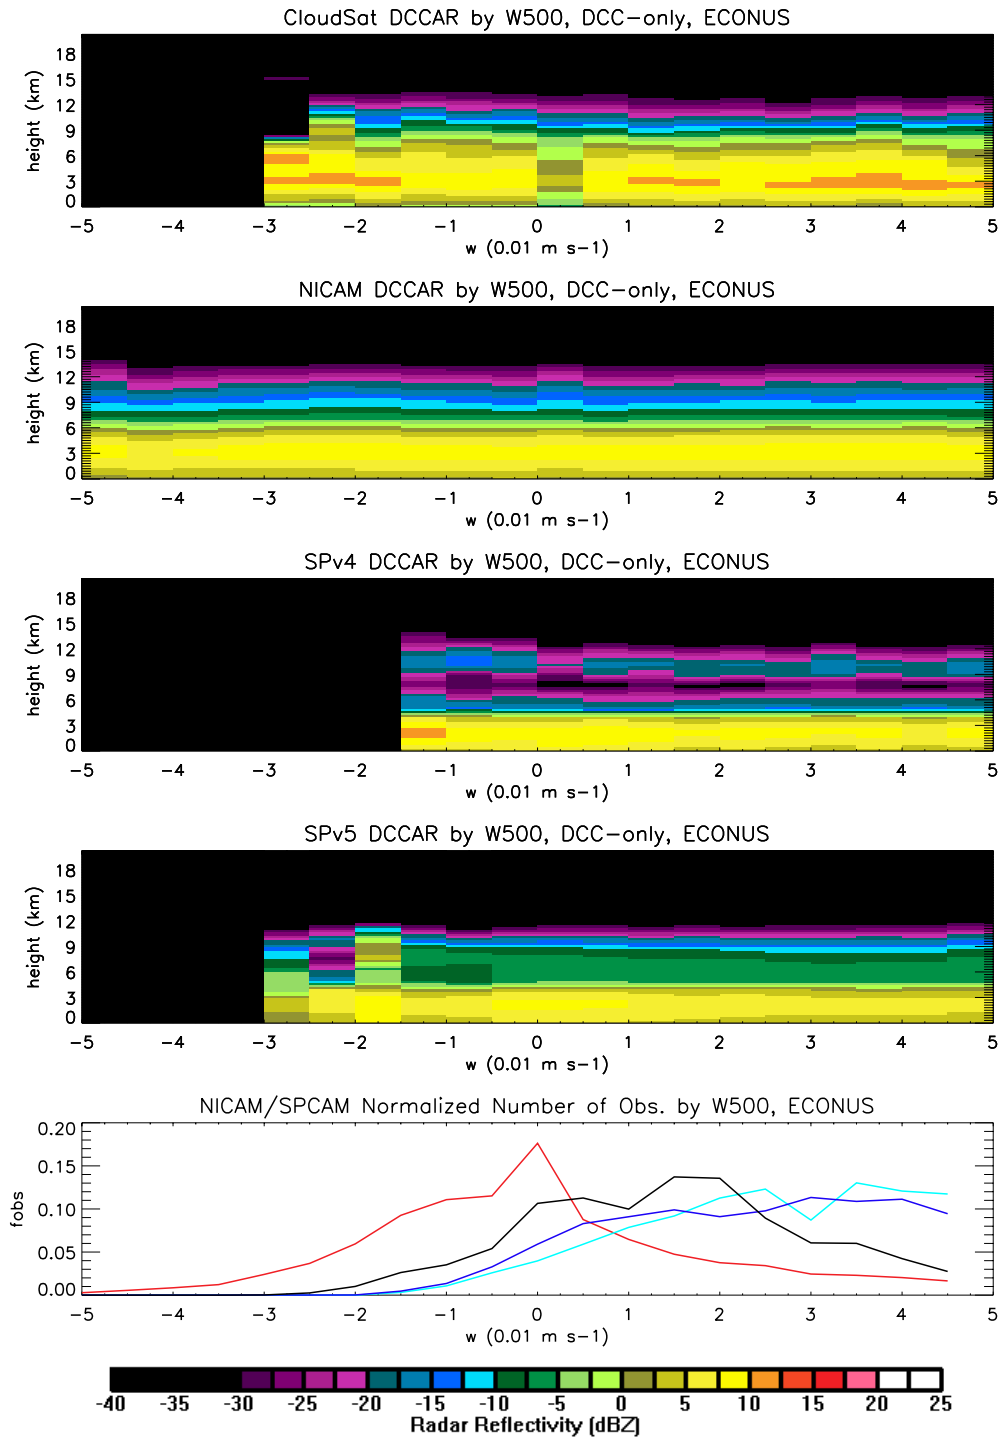 CloudSat DCCAR by W500, DCC-only, ECONUS
height (km)
18
15
12
9
6
3
0
-5 -4 -3 -2 -1 0 1 2 3 4 5
w (0.01 m s-1)
NICAM DCCAR by W500, DCC-only, ECONUS
height (km)
18
15
12
9
6
3
0
-5 -4 -3 -2 -1 0 1 2 3 4 5
w (0.01 m s-1)
SPv4 DCCAR by W500, DCC-only, ECONUS
height (km)
18
15
12
9
6
3
0
-5 -4 -3 -2 -1 0 1 2 3 4 5
w (0.01 m s-1)
SPv5 DCCAR by W500, DCC-only, ECONUS
height (km)
18
15
12
9
6
3
0
-5 -4 -3 -2 -1 0 1 2 3 4 5
w (0.01 m s-1)
NICAM/SPCAM Normalized Number of Obs. by W500, ECONUS
fobs
0.20
0.15
0.10
0.05
0.00
-5 -4 -3 -2 -1 0 1 2 3 4 5
w (0.01 m s-1)
-40 -35 -30 -25 -20 -15 -10 -5 0 5 10 15 20 25
Radar Reflectivity (dBZ)